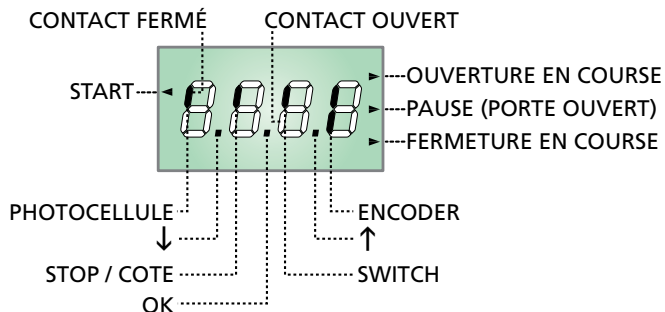 CONTACT FERMÉ
CONTACT OUVERT
START
OUVERTURE EN COURSE
PAUSE (PORTE OUVERT)
FERMETURE EN COURSE
PHOTOCELLULE
ENCODER
↓
↑
STOP / COTE
SWITCH
OK